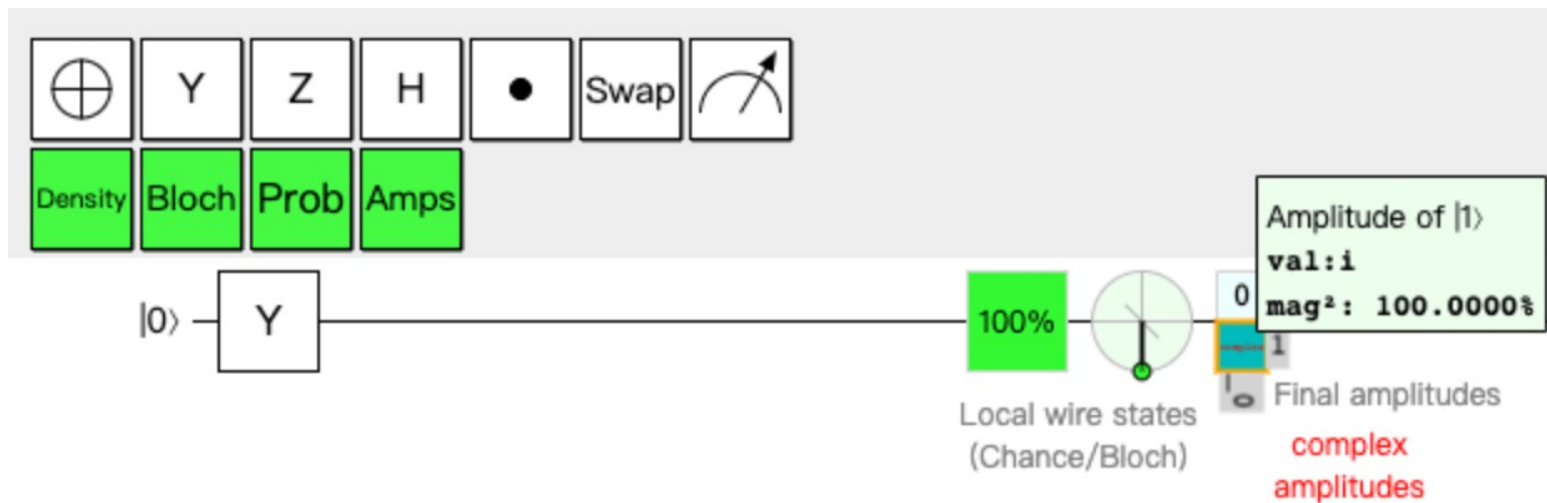 Y Z H Swap
Density Bloch Prob Amps
Amplitude of |1⟩
val:i
mag²: 100.0000%
|0⟩ Y 100% 0
1
Local wire states
(Chance/Bloch)
Final amplitudes
complex
amplitudes